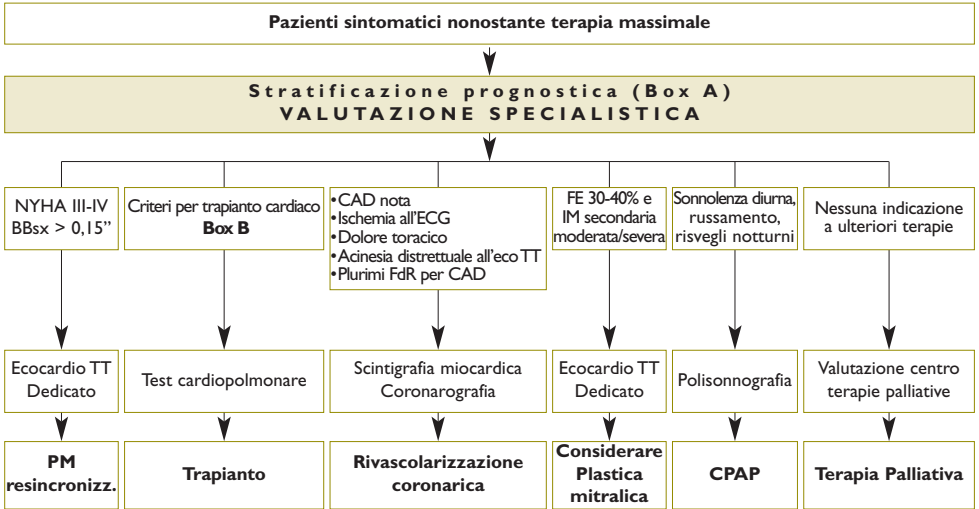 Pazienti sintomatici nonostante terapia massimale
Stratificazione prognostica (Box A)
VALUTAZIONE SPECIALISTICA
NYHA III-IV
BBsx > 0,15”
Criteri per trapianto cardiaco
Box B
•CAD nota
•Ischemia all’ECG
•Dolore toracico
•Acinesia distrettuale all’eco TT
•Plurimi FdR per CAD
FE 30-40% e
IM secondaria
moderata/severa
Sonnolenza diurna,
russamento,
risvegli notturni
Nessuna indicazione
a ulteriori terapie
Ecocardio TT
Dedicato
Test cardiopolmonare
Scintigrafia miocardica
Coronarografia
Ecocardio TT
Dedicato
Polisonnografia
Valutazione centro
terapie palliative
PM
resincronizz.
Trapianto
Rivascolarizzazione
coronarica
Considerare
Plastica
mitralica
CPAP
Terapia Palliativa